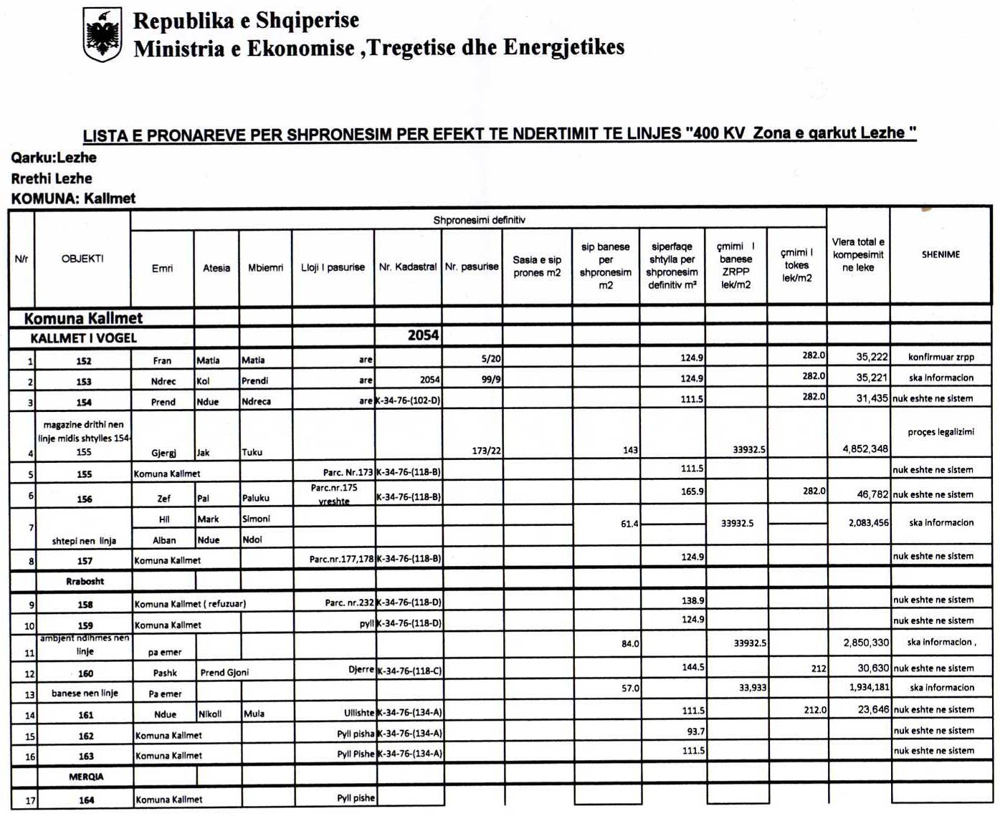 Republika e Shqiperise
Ministria e Ekonomise ,Tregetise dhe Energjetikes
LISTA E PRONAREVE PER SHPRONESIM PER EFEKT TE NDERTIMIT TE LINJES "400 KV Zona e qarkut Lezhe "
Qarku:Lezhe
Rrethi Lezhe
KOMUNA: Kallmet
N/r OBJEKTI Shpronesimi definitiv Vlera total e kompesimit ne leke SHENIME
Emri Atesia Mbiemri Lloji I pasurise Nr. Kadastral Nr. pasurise Sasia e sip prones m2 sip banese per shpronesim m2 siperfaqe shtylla per shpronesim definitiv m² çmimi I banese ZRPP lek/m2 çmimi I tokes lek/m2
Komuna Kallmet
KALLMET I VOGEL 2054
1 152 Fran Matia Matia are 5/20 124.9 282.0 35,222 konfirmuar zrpp
2 153 Ndrec Kol Prendi are 2054 99/9 124.9 282.0 35,221 ska informacion
3 154 Prend Ndue Ndreca are K-34-76-(102-D) 111.5 282.0 31,435 nuk eshte ne sistem
4 magazine drithi nen linje midis shtylles 154-155 Gjergj Jak Tuku 173/22 143 33932.5 4,852,348 proçes legalizimi
5 155 Komuna Kallmet Parc. Nr.173 K-34-76-(118-B) 111.5 nuk eshte ne sistem
6 156 Zef Pal Paluku Parc.nr.175 vreshte K-34-76-(118-B) 165.9 282.0 46,782 nuk eshte ne sistem
7 shtepi nen linja Hil Mark Simoni 61.4 33932.5 2,083,456 ska informacion
Alban Ndue Ndoi
8 157 Komuna Kallmet Parc.nr.177,178 K-34-76-(118-B) 124.9 nuk eshte ne sistem
Rrabosht
9 158 Komuna Kallmet ( refuzuar) Parc. nr.232 K-34-76-(118-D) 138.9 nuk eshte ne sistem
10 159 Komuna Kallmet pyll K-34-76-(118-D) 124.9 nuk eshte ne sistem
11 ambjent ndihmes nen linje pa emer 84.0 33932.5 2,850,330 ska informacion ,
12 160 Pashk Prend Gjoni Djerre K-34-76-(118-C) 144.5 212 30,630 nuk eshte ne sistem
13 banese nen linje Pa emer 57.0 33,933 1,934,181 ska informacion
14 161 Ndue Nikoll Mula Ullishte K-34-76-(134-A) 111.5 212.0 23,646 nuk eshte ne sistem
15 162 Komuna Kallmet Pyll pisha K-34-76-(134-A) 93.7 nuk eshte ne sistem
16 163 Komuna Kallmet Pyll Pishe K-34-76-(134-A) 111.5 nuk eshte ne sistem
MERQIA
17 164 Komuna Kallmet Pyll pishe